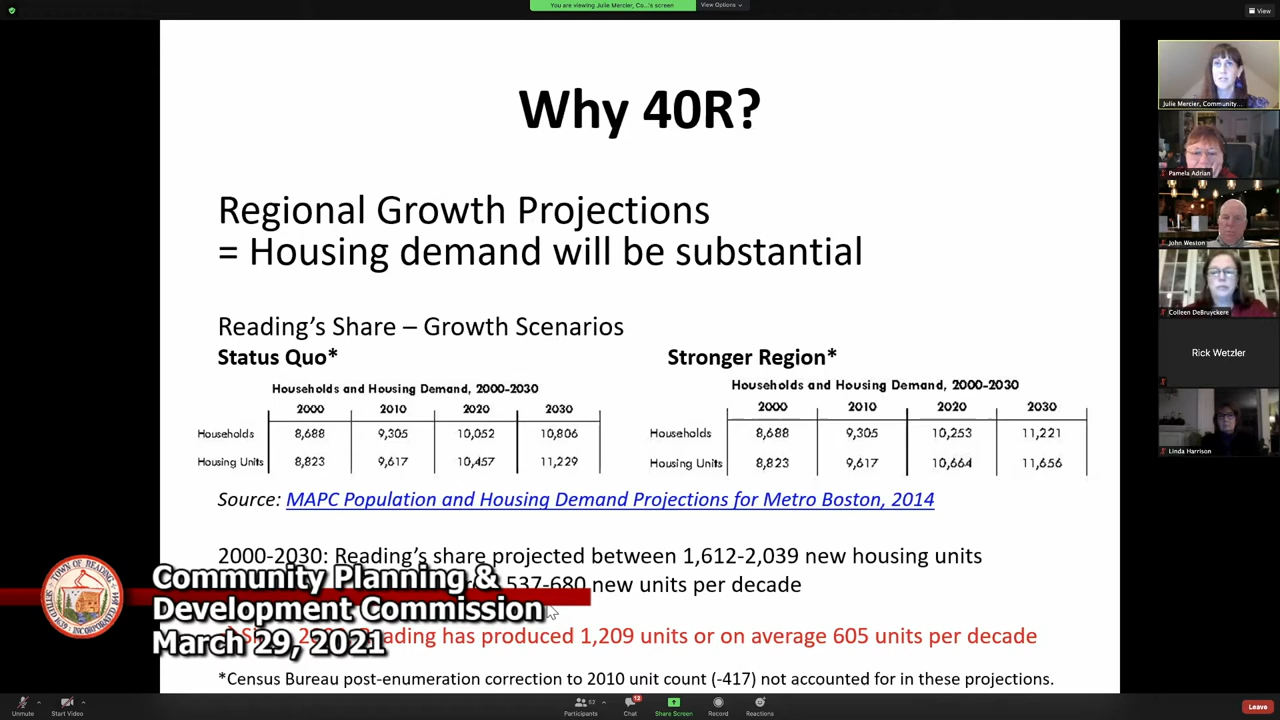 You are viewing Julie Mercier, Co...'s screen
View Options
View
Why 40R?
Regional Growth Projections
= Housing demand will be substantial
Reading's Share – Growth Scenarios
Status Quo*
Households and Housing Demand, 2000-2030
2000 2010 2020 2030
Households 8,688 9,305 10,052 10,806
Housing Units 8,823 9,617 10,457 11,229
Stronger Region*
Households and Housing Demand, 2000-2030
2000 2010 2020 2030
Households 8,688 9,305 10,253 11,221
Housing Units 8,823 9,617 10,664 11,656
Source: MAPC Population and Housing Demand Projections for Metro Boston, 2014
2000-2030: Reading's share projected between 1,612-2,039 new housing units
537-680 new units per decade
Reading has produced 1,209 units or on average 605 units per decade
*Census Bureau post-enumeration correction to 2010 unit count (-417) not accounted for in these projections.
TOWN OF READING
Community Planning &
Development Commission
March 29, 2021
Julie Mercier, Community...
Pamela Adrian
John Weston
Colleen DeBruyckere
Rick Wetzler
Linda Harrison
Unmute
Start Video
Participants 57
Chat 12
Share Screen
Record
Reactions
Leave